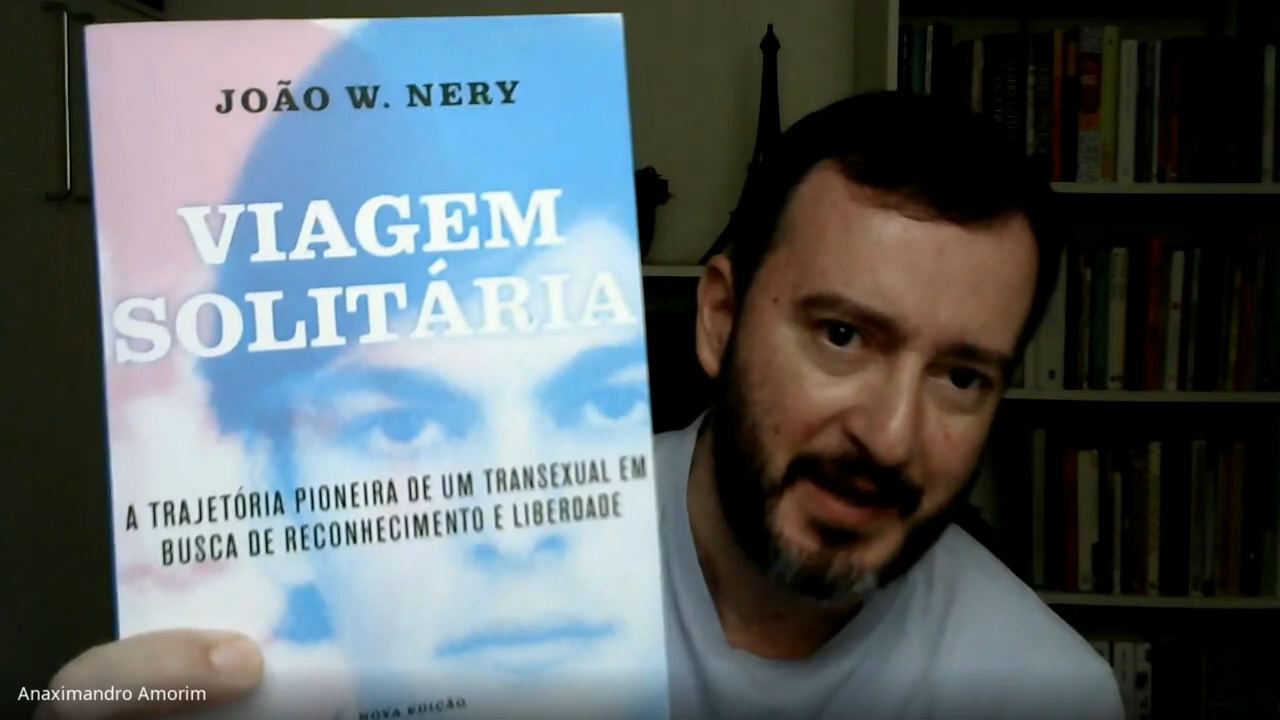 JOÃO W. NERY
VIAGEM
SOLITÁRIA
A TRAJETÓRIA PIONEIRA DE UM TRANSEXUAL EM
BUSCA DE RECONHECIMENTO E LIBERDADE
NOVA EDIÇÃO
Anaximandro Amorim